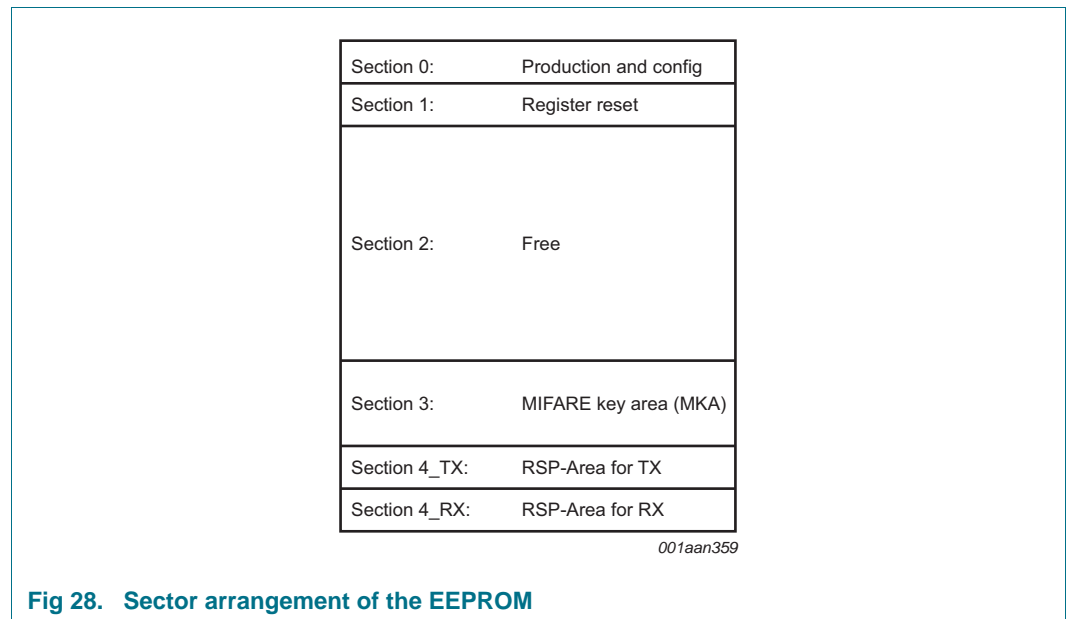 Section 0: Production and config
Section 1: Register reset
Section 2: Free
Section 3: MIFARE key area (MKA)
Section 4_TX: RSP-Area for TX
Section 4_RX: RSP-Area for RX
001aan359
Fig 28. Sector arrangement of the EEPROM